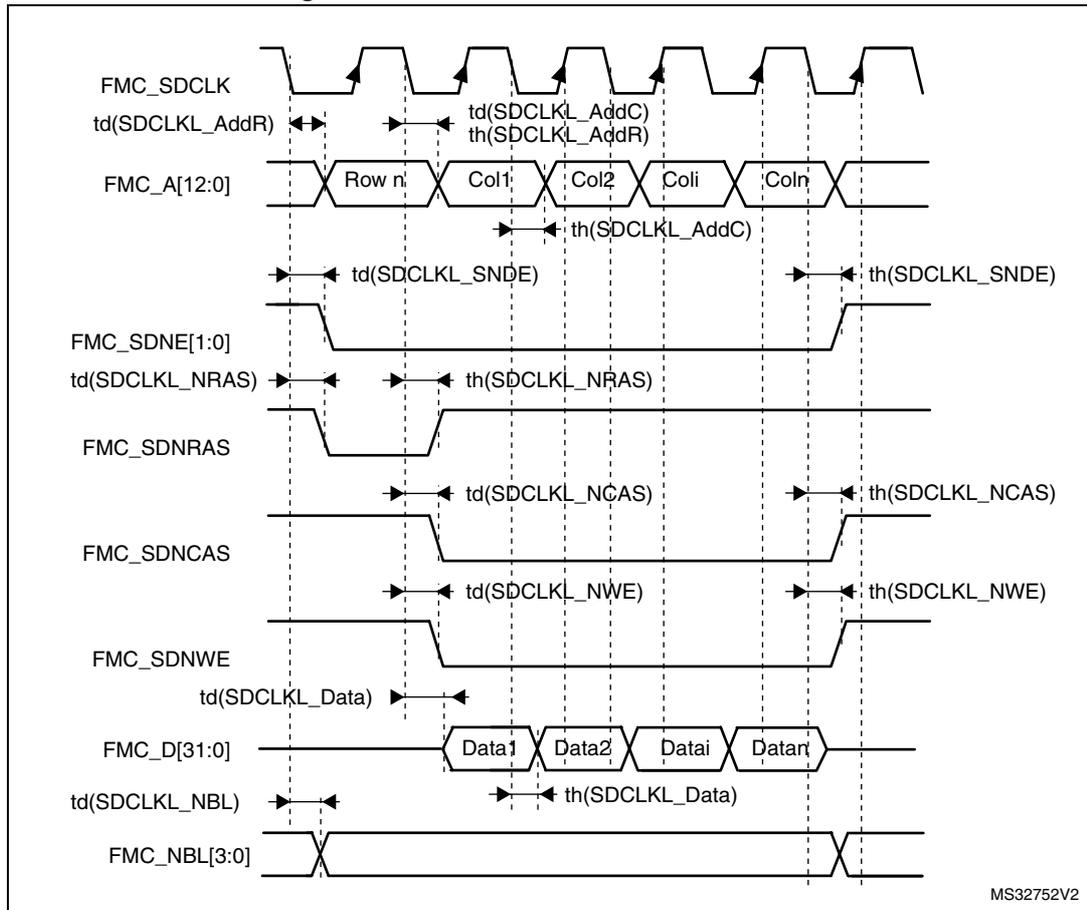 FMC_SDCLK
td(SDCLKL_AddR)
td(SDCLKL_AddC)
th(SDCLKL_AddR)
FMC_A[12:0]
Row n
Col1
Col2
Coli
Coln
th(SDCLKL_AddC)
td(SDCLKL_SNDE)
th(SDCLKL_SNDE)
FMC_SDNE[1:0]
td(SDCLKL_NRAS)
th(SDCLKL_NRAS)
FMC_SDNRAS
td(SDCLKL_NCAS)
th(SDCLKL_NCAS)
FMC_SDNCAS
td(SDCLKL_NWE)
th(SDCLKL_NWE)
FMC_SDNWE
td(SDCLKL_Data)
FMC_D[31:0]
Data1
Data2
Datai
Datan
td(SDCLKL_NBL)
th(SDCLKL_Data)
FMC_NBL[3:0]
MS32752V2